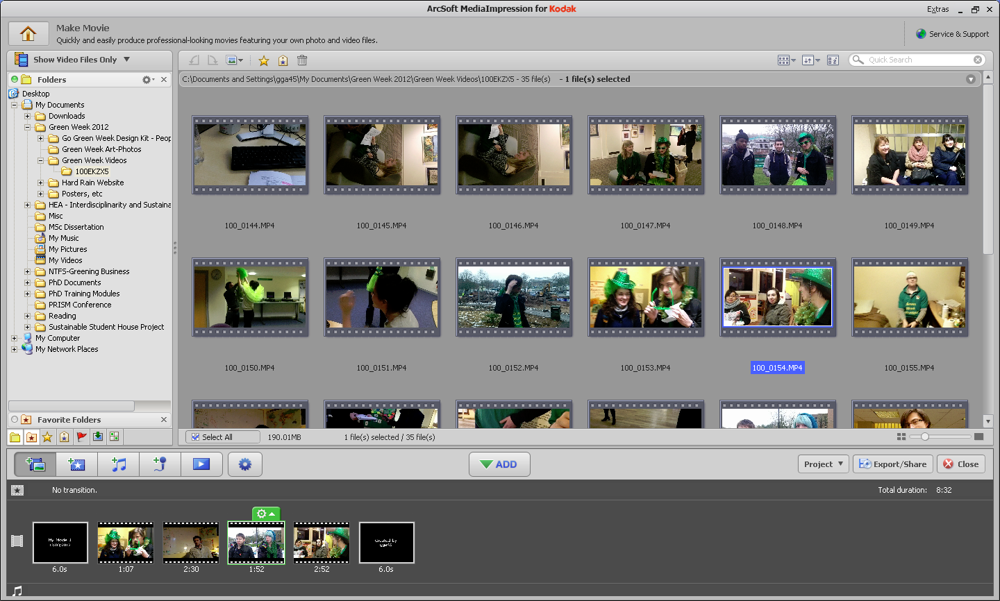 ArcSoft MediaImpression for Kodak
Extras
Make Movie
Quickly and easily produce professional-looking movies featuring your own photo and video files.
Service & Support
Show Video Files Only
Quick Search
Folders
C:\Documents and Settings\gga45\My Documents\Green Week 2012\Green Week Videos\100EKZX5 - 35 file(s) - 1 file(s) selected
Desktop
My Documents
Downloads
Green Week 2012
Go Green Week Design Kit - Peop
Green Week Art-Photos
Green Week Videos
100EKZX5
Hard Rain Website
Posters, etc
HEA - Interdisciplinarity and Sustaina
Misc
MSc Dissertation
My Music
My Pictures
My Videos
NTFS-Greening Business
PhD Documents
PhD Training Modules
PRISM Conference
Reading
Sustainable Student House Project
My Computer
My Network Places
100_0144.MP4
100_0145.MP4
100_0146.MP4
100_0147.MP4
100_0148.MP4
100_0149.MP4
100_0150.MP4
100_0151.MP4
100_0152.MP4
100_0153.MP4
100_0154.MP4
100_0155.MP4
Favorite Folders
Select All
190.01MB
1 file(s) selected / 35 file(s)
ADD
Project
Export/Share
Close
No transition.
Total duration: 8:32
My Movie 1
Created by
gga45
6.0s
1:07
2:30
1:52
2:52
6.0s